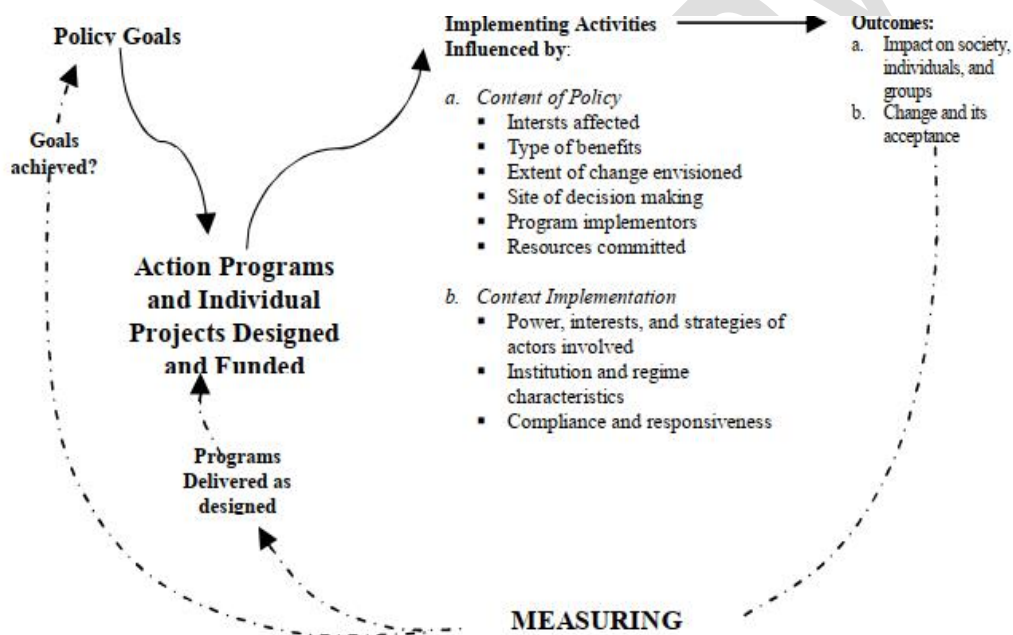 Policy Goals
Goals
achieved?
Action Programs
and Individual
Projects Designed
and Funded
Programs
Delivered as
designed
Implementing Activities
Influenced by:
a. Content of Policy
▪ Intersts affected
▪ Type of benefits
▪ Extent of change envisioned
▪ Site of decision making
▪ Program implementors
▪ Resources committed
b. Context Implementation
▪ Power, interests, and strategies of
actors involved
▪ Institution and regime
characteristics
▪ Compliance and responsiveness
Outcomes:
a. Impact on society,
individuals, and
groups
b. Change and its
acceptance
MEASURING